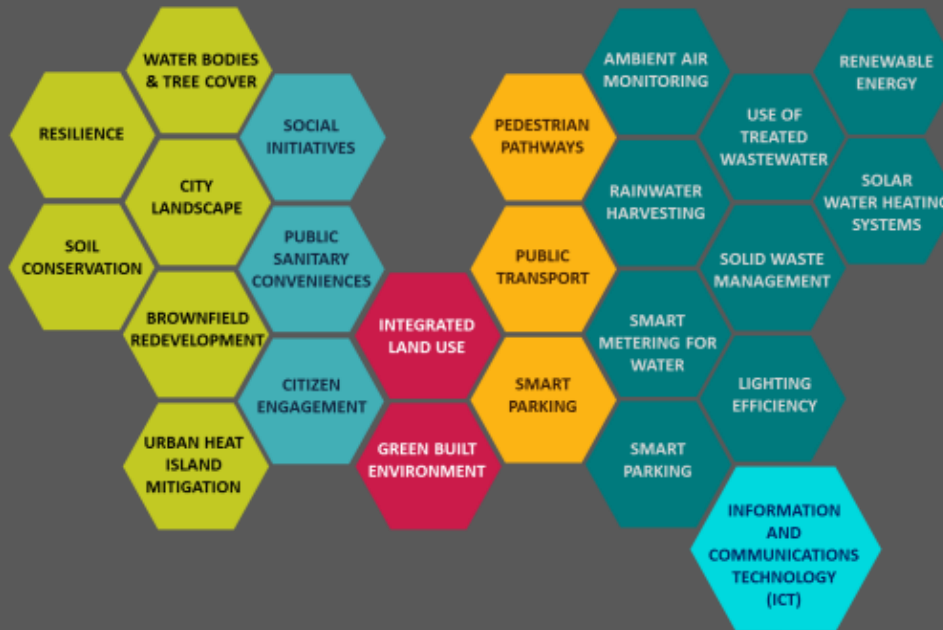 WATER BODIES
& TREE COVER
RESILIENCE
CITY
LANDSCAPE
SOIL
CONSERVATION
BROWNFIELD
REDEVELOPMENT
URBAN HEAT
ISLAND
MITIGATION
SOCIAL
INITIATIVES
PUBLIC
SANITARY
CONVENIENCES
CITIZEN
ENGAGEMENT
INTEGRATED
LAND USE
GREEN BUILT
ENVIRONMENT
PEDESTRIAN
PATHWAYS
PUBLIC
TRANSPORT
SMART
PARKING
AMBIENT AIR
MONITORING
RENEWABLE
ENERGY
USE OF
TREATED
WASTEWATER
RAINWATER
HARVESTING
SOLAR
WATER HEATING
SYSTEMS
SOLID WASTE
MANAGEMENT
SMART
METERING FOR
WATER
LIGHTING
EFFICIENCY
SMART
PARKING
INFORMATION
AND
COMMUNICATIONS
TECHNOLOGY
(ICT)